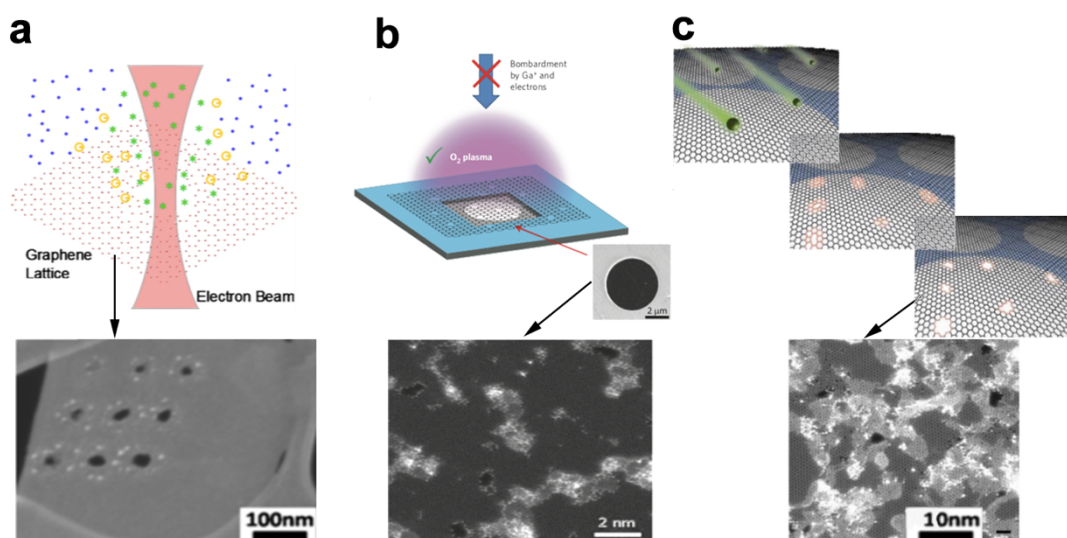 a
b
c
Bombardment
by Ga⁺ and
electrons
O₂ plasma
Graphene
Lattice
Electron Beam
2 μm
100nm
2 nm
10nm